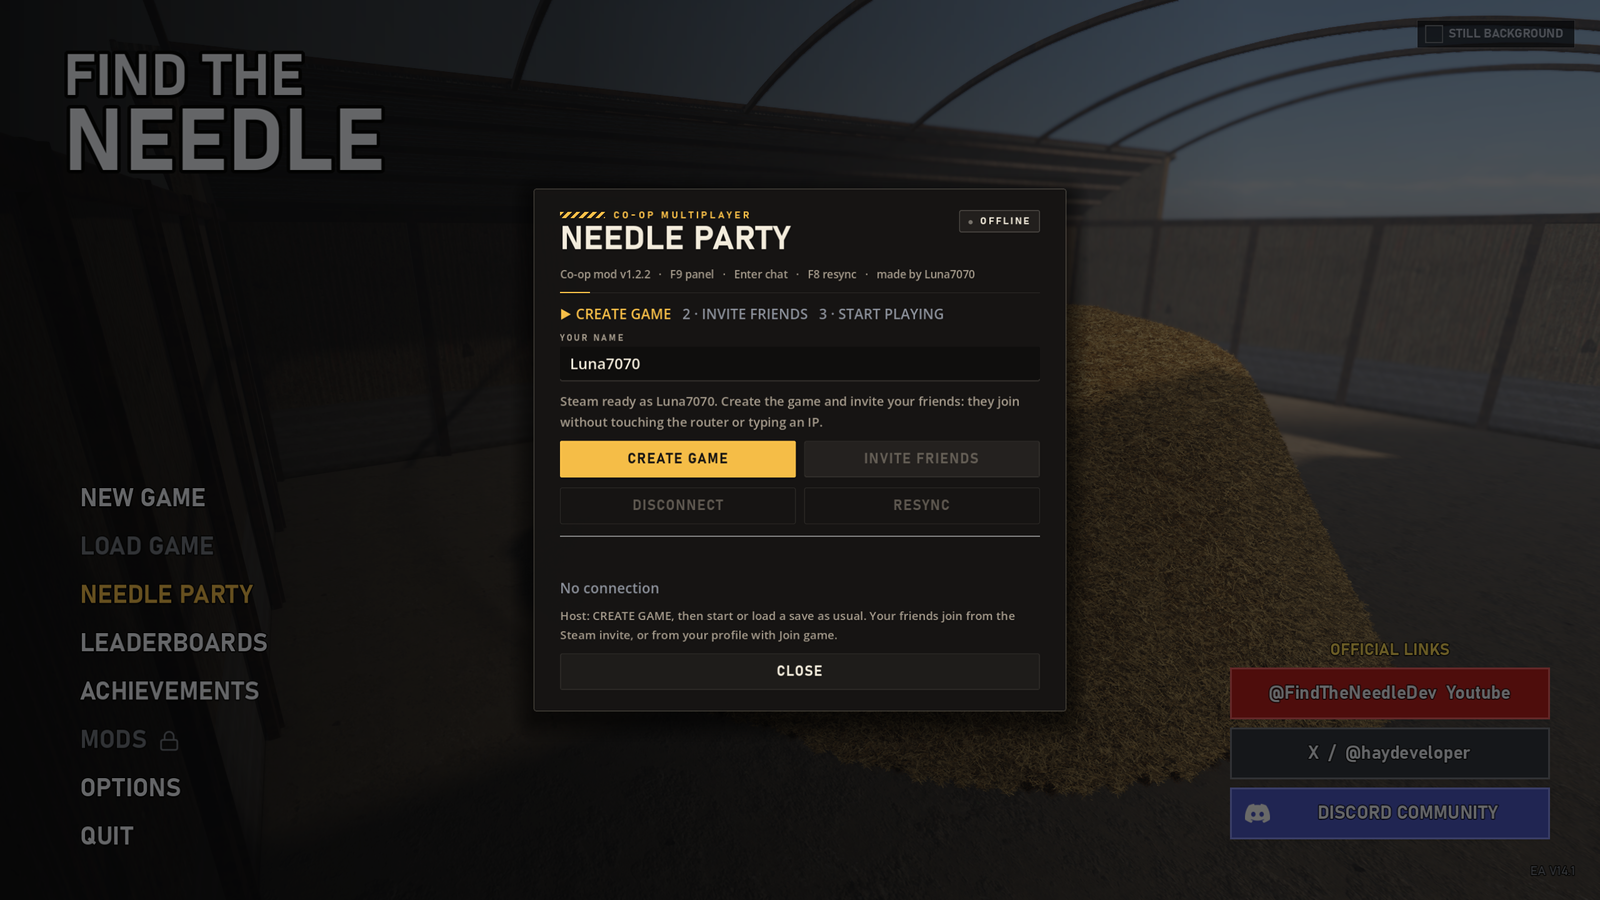 FIND THE
NEEDLE
STILL BACKGROUND
CO-OP MULTIPLAYER
NEEDLE PARTY
OFFLINE
Co-op mod v1.2.2 · F9 panel · Enter chat · F8 resync · made by Luna7070
▶ CREATE GAME 2 · INVITE FRIENDS 3 · START PLAYING
YOUR NAME
Luna7070
Steam ready as Luna7070. Create the game and invite your friends: they join
without touching the router or typing an IP.
CREATE GAME
INVITE FRIENDS
DISCONNECT
RESYNC
No connection
Host: CREATE GAME, then start or load a save as usual. Your friends join from the
Steam invite, or from your profile with Join game.
CLOSE
NEW GAME
LOAD GAME
NEEDLE PARTY
LEADERBOARDS
ACHIEVEMENTS
MODS
OPTIONS
QUIT
OFFICIAL LINKS
@FindTheNeedleDev Youtube
X / @haydeveloper
DISCORD COMMUNITY